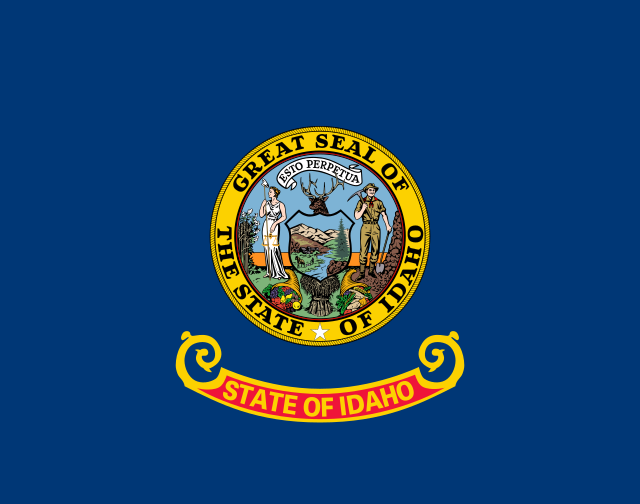 GREAT SEAL OF
THE STATE OF IDAHO
ESTO PERPETUA
STATE OF IDAHO